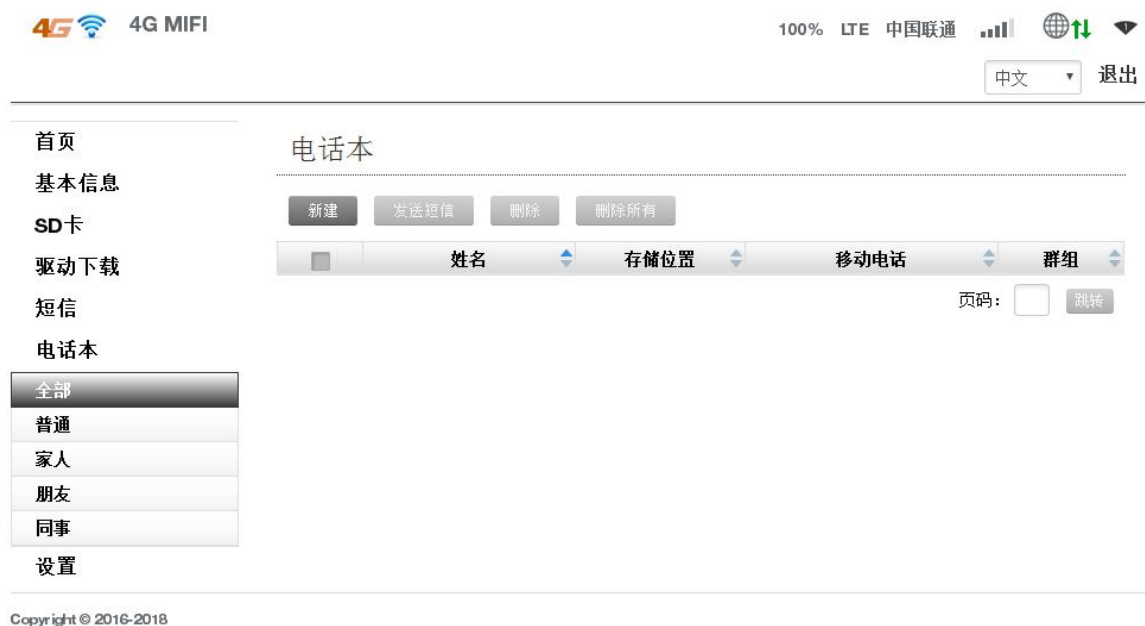 4G 4G MIFI
100% LTE 中国联通 1
中文 退出
首页
基本信息
SD卡
驱动下载
短信
电话本
全部
普通
家人
朋友
同事
设置
电话本
新建 发送短信 删除 删除所有
姓名 存储位置 移动电话 群组
页码： 跳转
Copyright © 2016-2018